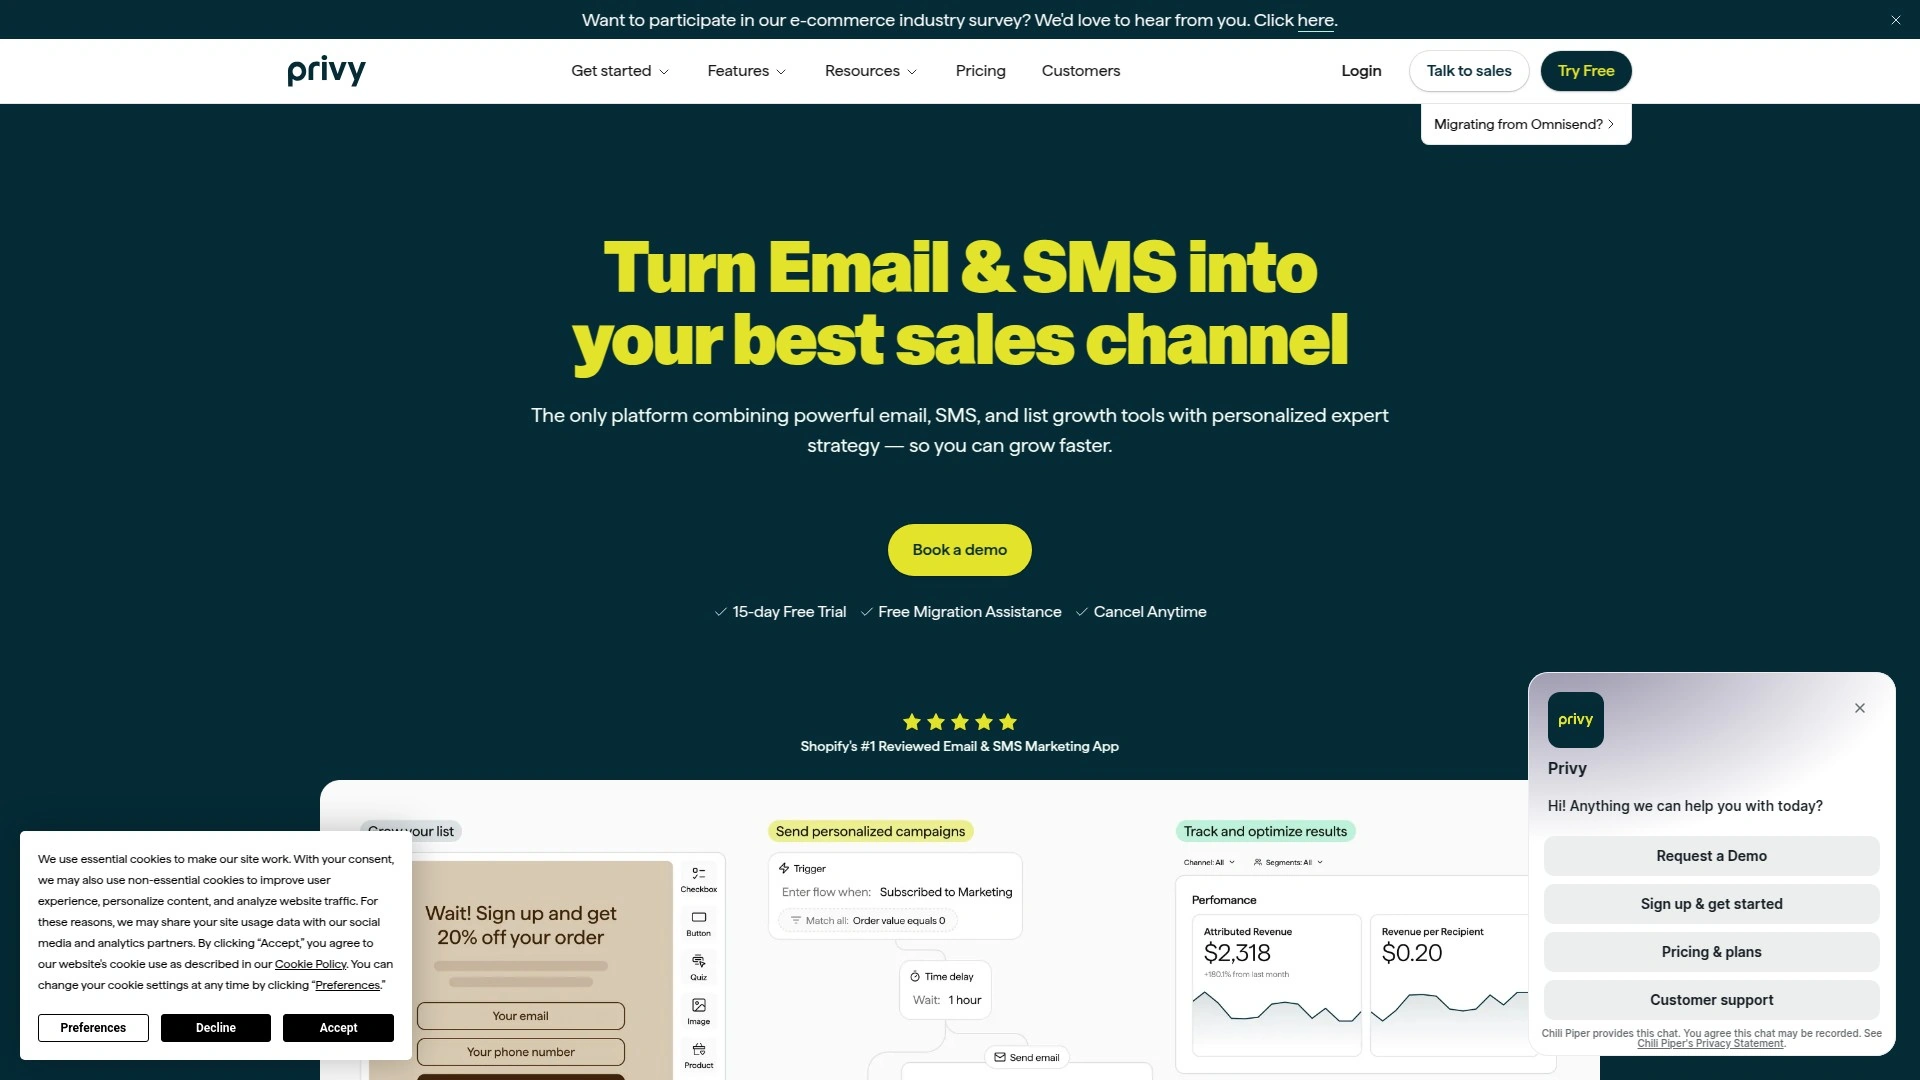 Want to participate in our e-commerce industry survey? We'd love to hear from you. Click here.
privy
Get started
Features
Resources
Pricing
Customers
Login
Talk to sales
Try Free
Migrating from Omnisend?
Turn Email & SMS into
your best sales channel
The only platform combining powerful email, SMS, and list growth tools with personalized expert
strategy — so you can grow faster.
Book a demo
15-day Free Trial
Free Migration Assistance
Cancel Anytime
Shopify's #1 Reviewed Email & SMS Marketing App
Grow your list
Wait! Sign up and get
20% off your order
Your email
Your phone number
Checkbox
Button
Quiz
Image
Product
Send personalized campaigns
Trigger
Enter flow when: Subscribed to Marketing
Match all: Order value equals 0
Time delay
Wait: 1 hour
Send email
Track and optimize results
Channel: All
Segments: All
Perfomance
Attributed Revenue
$2,318
+180.1% from last month
Revenue per Recipient
$0.20
We use essential cookies to make our site work. With your consent,
we may also use non-essential cookies to improve user
experience, personalize content, and analyze website traffic. For
these reasons, we may share your site usage data with our social
media and analytics partners. By clicking “Accept,” you agree to
our website's cookie use as described in our Cookie Policy. You can
change your cookie settings at any time by clicking “Preferences.”
Preferences
Decline
Accept
privy
Privy
Hi! Anything we can help you with today?
Request a Demo
Sign up & get started
Pricing & plans
Customer support
Chili Piper provides this chat. You agree this chat may be recorded. See
Chili Piper's Privacy Statement.